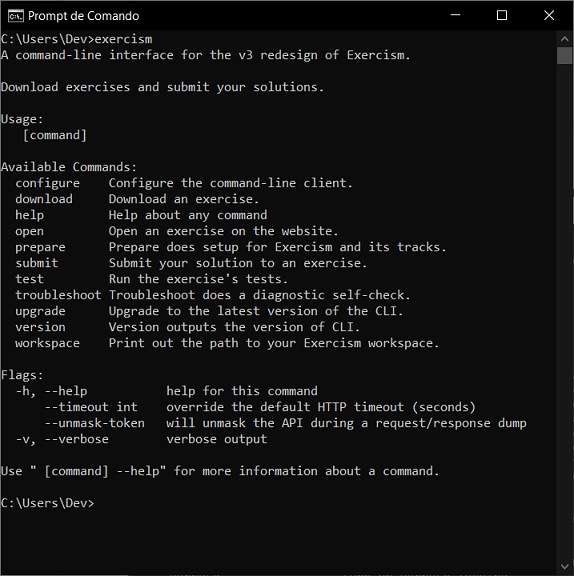 Prompt de Comando
C:\Users\Dev>exercism
A command-line interface for the v3 redesign of Exercism.
Download exercises and submit your solutions.
Usage:
[command]
Available Commands:
configure Configure the command-line client.
download Download an exercise.
help Help about any command
open Open an exercise on the website.
prepare Prepare does setup for Exercism and its tracks.
submit Submit your solution to an exercise.
test Run the exercise's tests.
troubleshoot Troubleshoot does a diagnostic self-check.
upgrade Upgrade to the latest version of the CLI.
version Version outputs the version of CLI.
workspace Print out the path to your Exercism workspace.
Flags:
-h, --help help for this command
--timeout int override the default HTTP timeout (seconds)
--unmask-token will unmask the API during a request/response dump
-v, --verbose verbose output
Use " [command] --help" for more information about a command.
C:\Users\Dev>